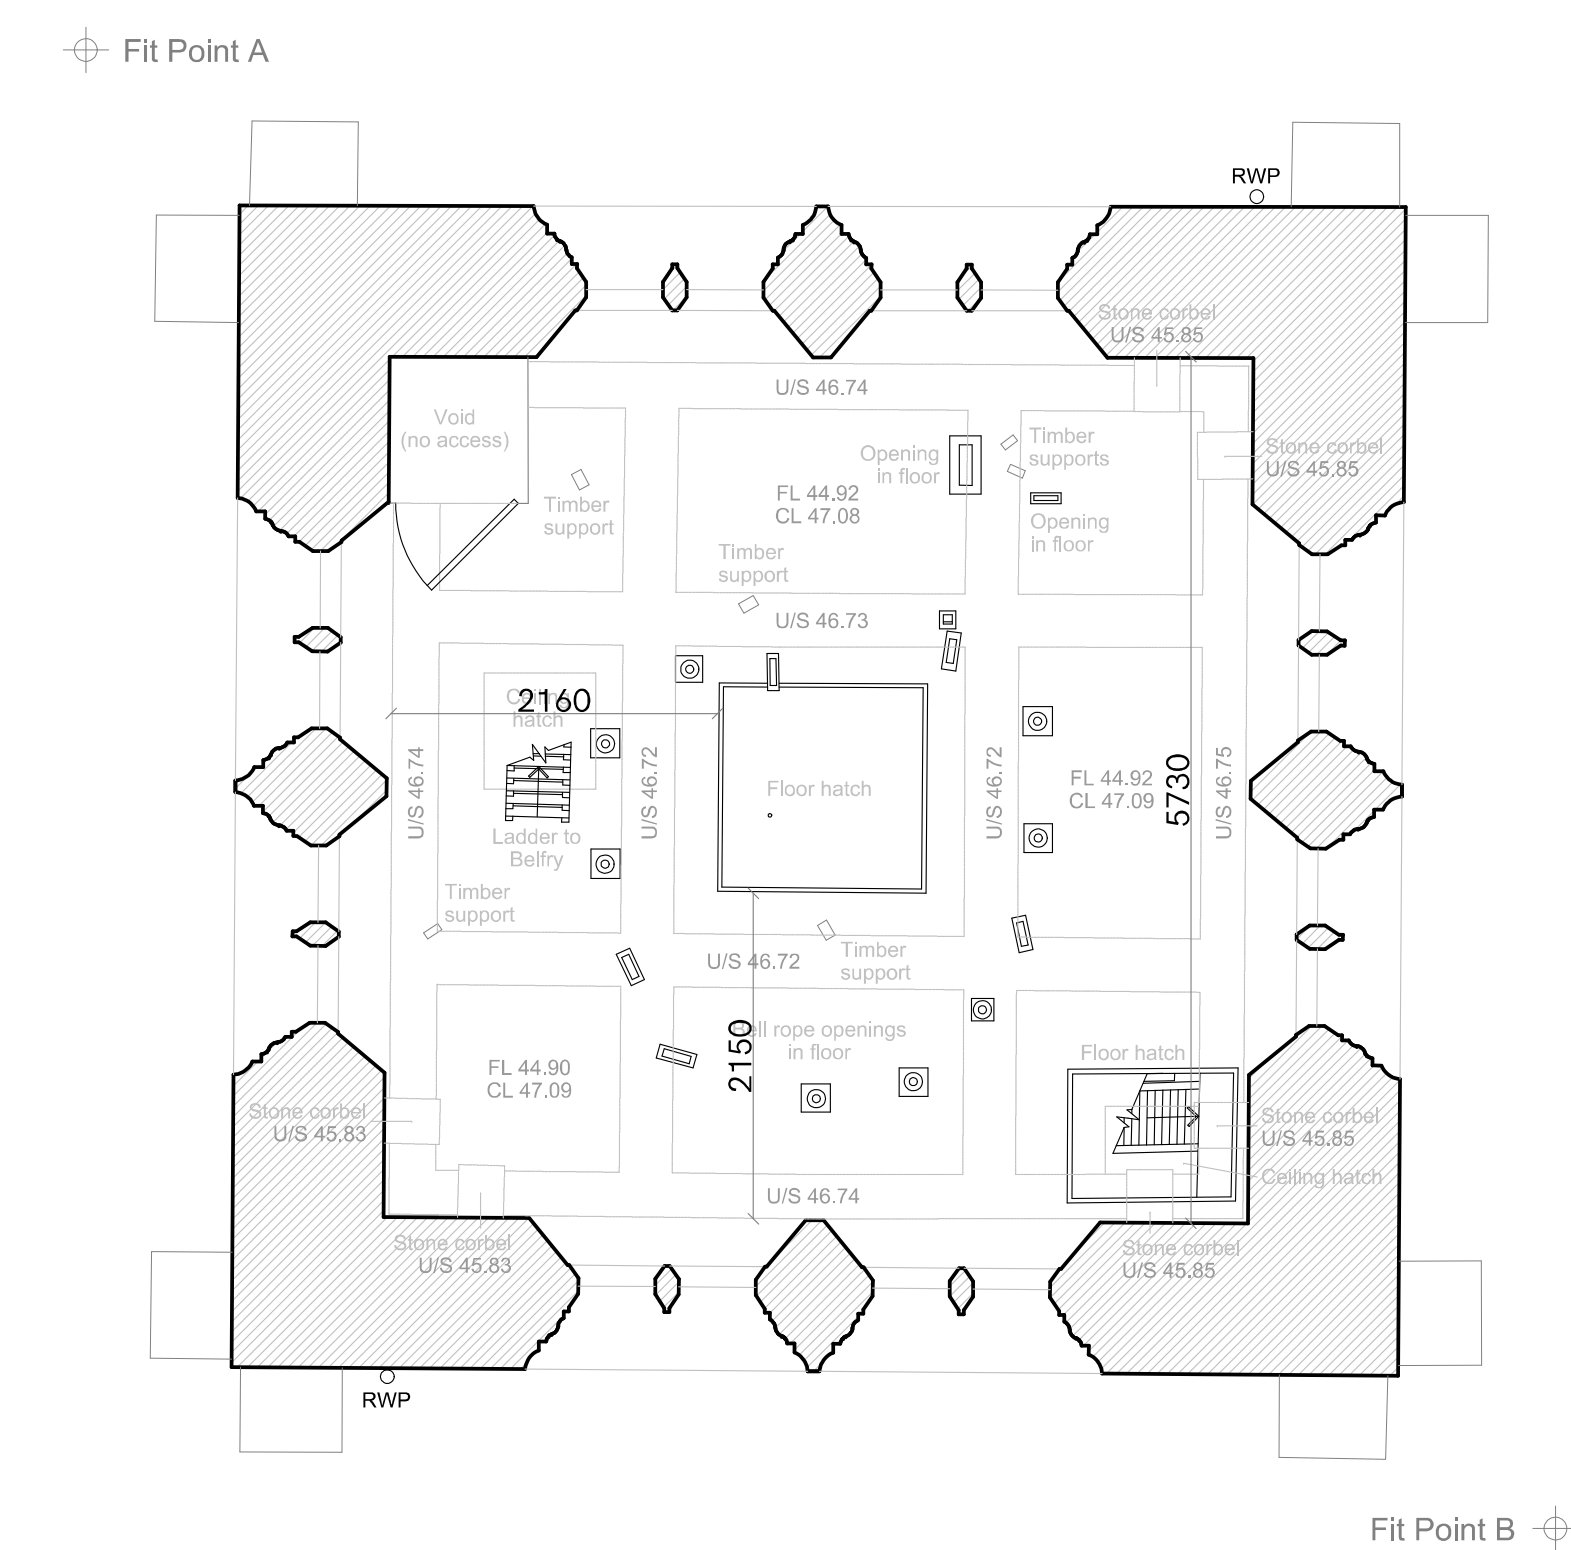 Fit Point A
RWP
Stone corbel
U/S 45.85
U/S 46.74
Void
(no access)
Timber
support
Opening
in floor
FL 44.92
CL 47.08
Timber
supports
Stone corbel
U/S 45.85
Opening
in floor
Timber
support
U/S 46.73
Ceiling
hatch
2160
U/S 46.74
U/S 46.72
Floor hatch
U/S 46.72
FL 44.92
CL 47.09
5730
U/S 46.75
Ladder to
Belfry
Timber
support
U/S 46.72
Timber
support
2150
Bell rope openings
in floor
FL 44.90
CL 47.09
Floor hatch
Stone corbel
U/S 45.83
Stone corbel
U/S 45.85
Ceiling hatch
U/S 46.74
Stone corbel
U/S 45.83
Stone corbel
U/S 45.85
RWP
Fit Point B